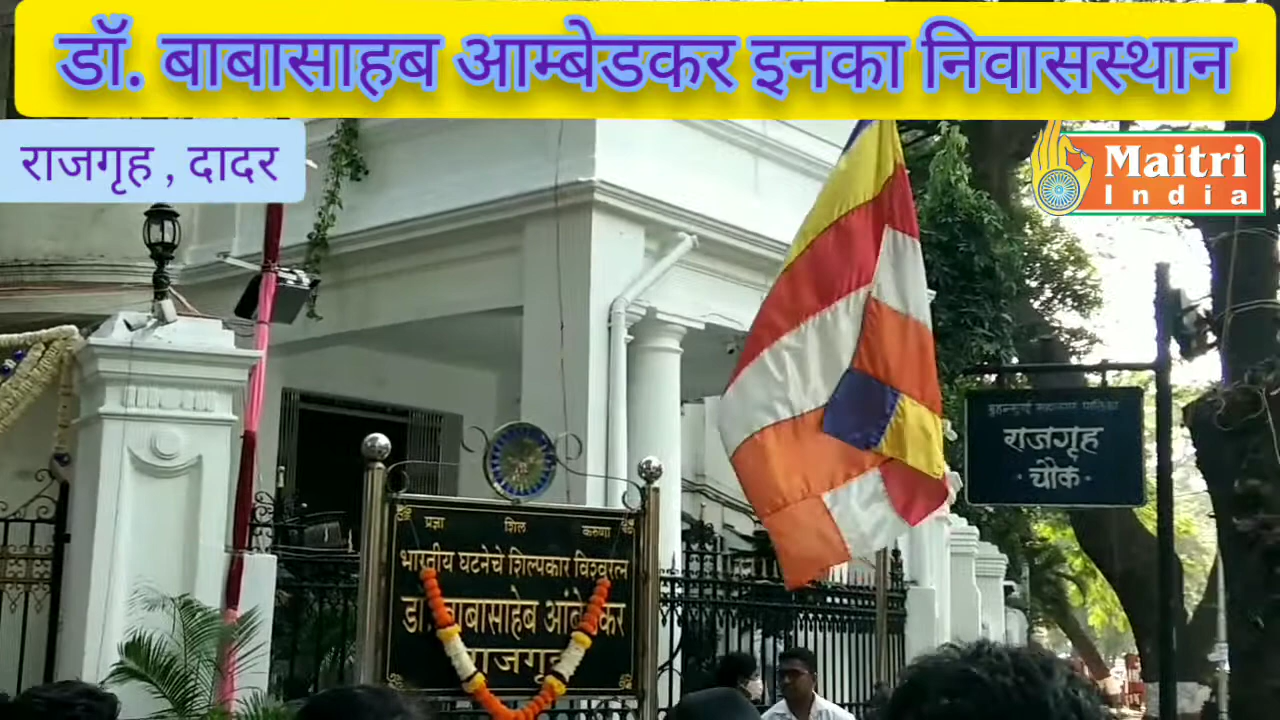 डॉ. बाबासाहब आम्बेडकर इनका निवासस्थान
राजगृह , दादर
Maitri
India
राजगृह
चौक
प्रज्ञा शिल करुणा
भारतीय घटनेचे शिल्पकार विश्वरत्न
डॉ. बाबासाहेब आंबेडकर
राजगृह